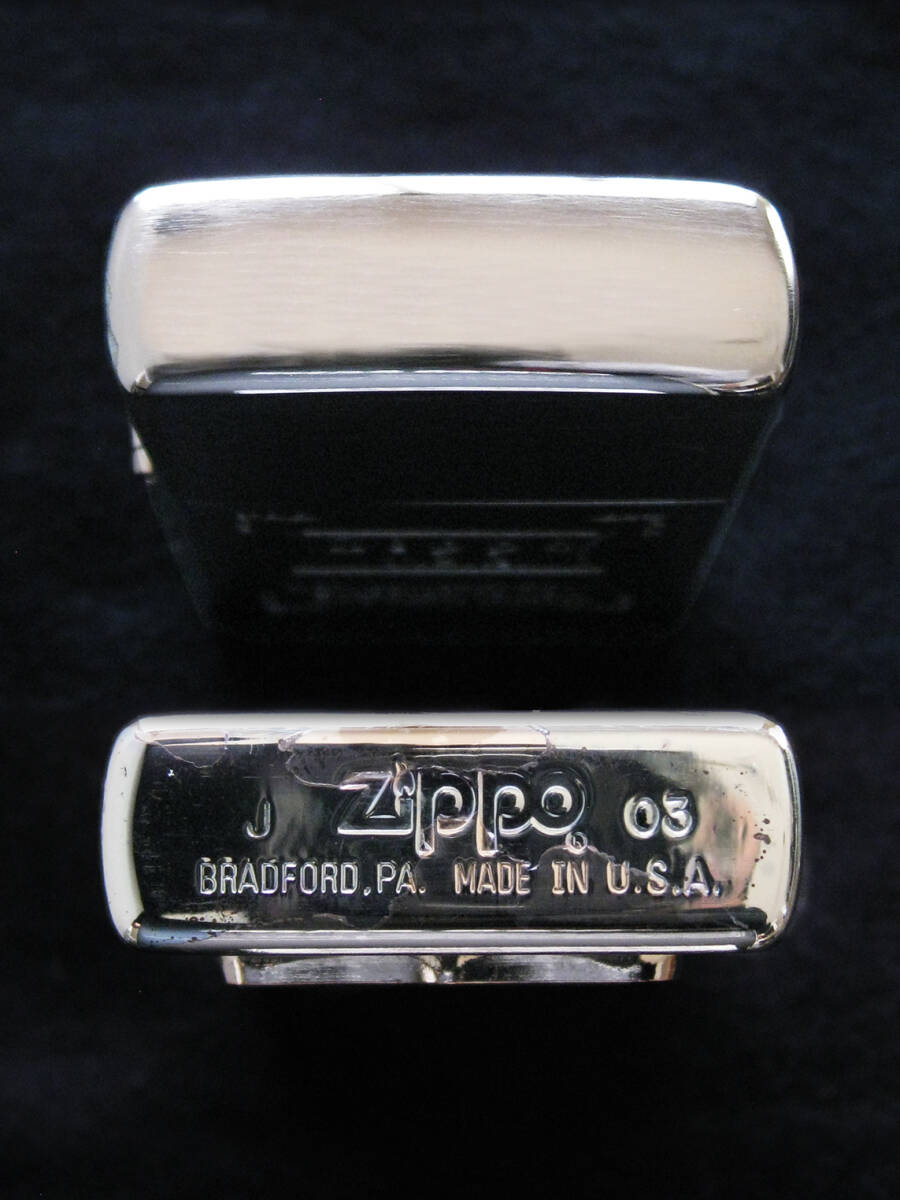 J Zippo® 03
BRADFORD, PA. MADE IN U.S.A.